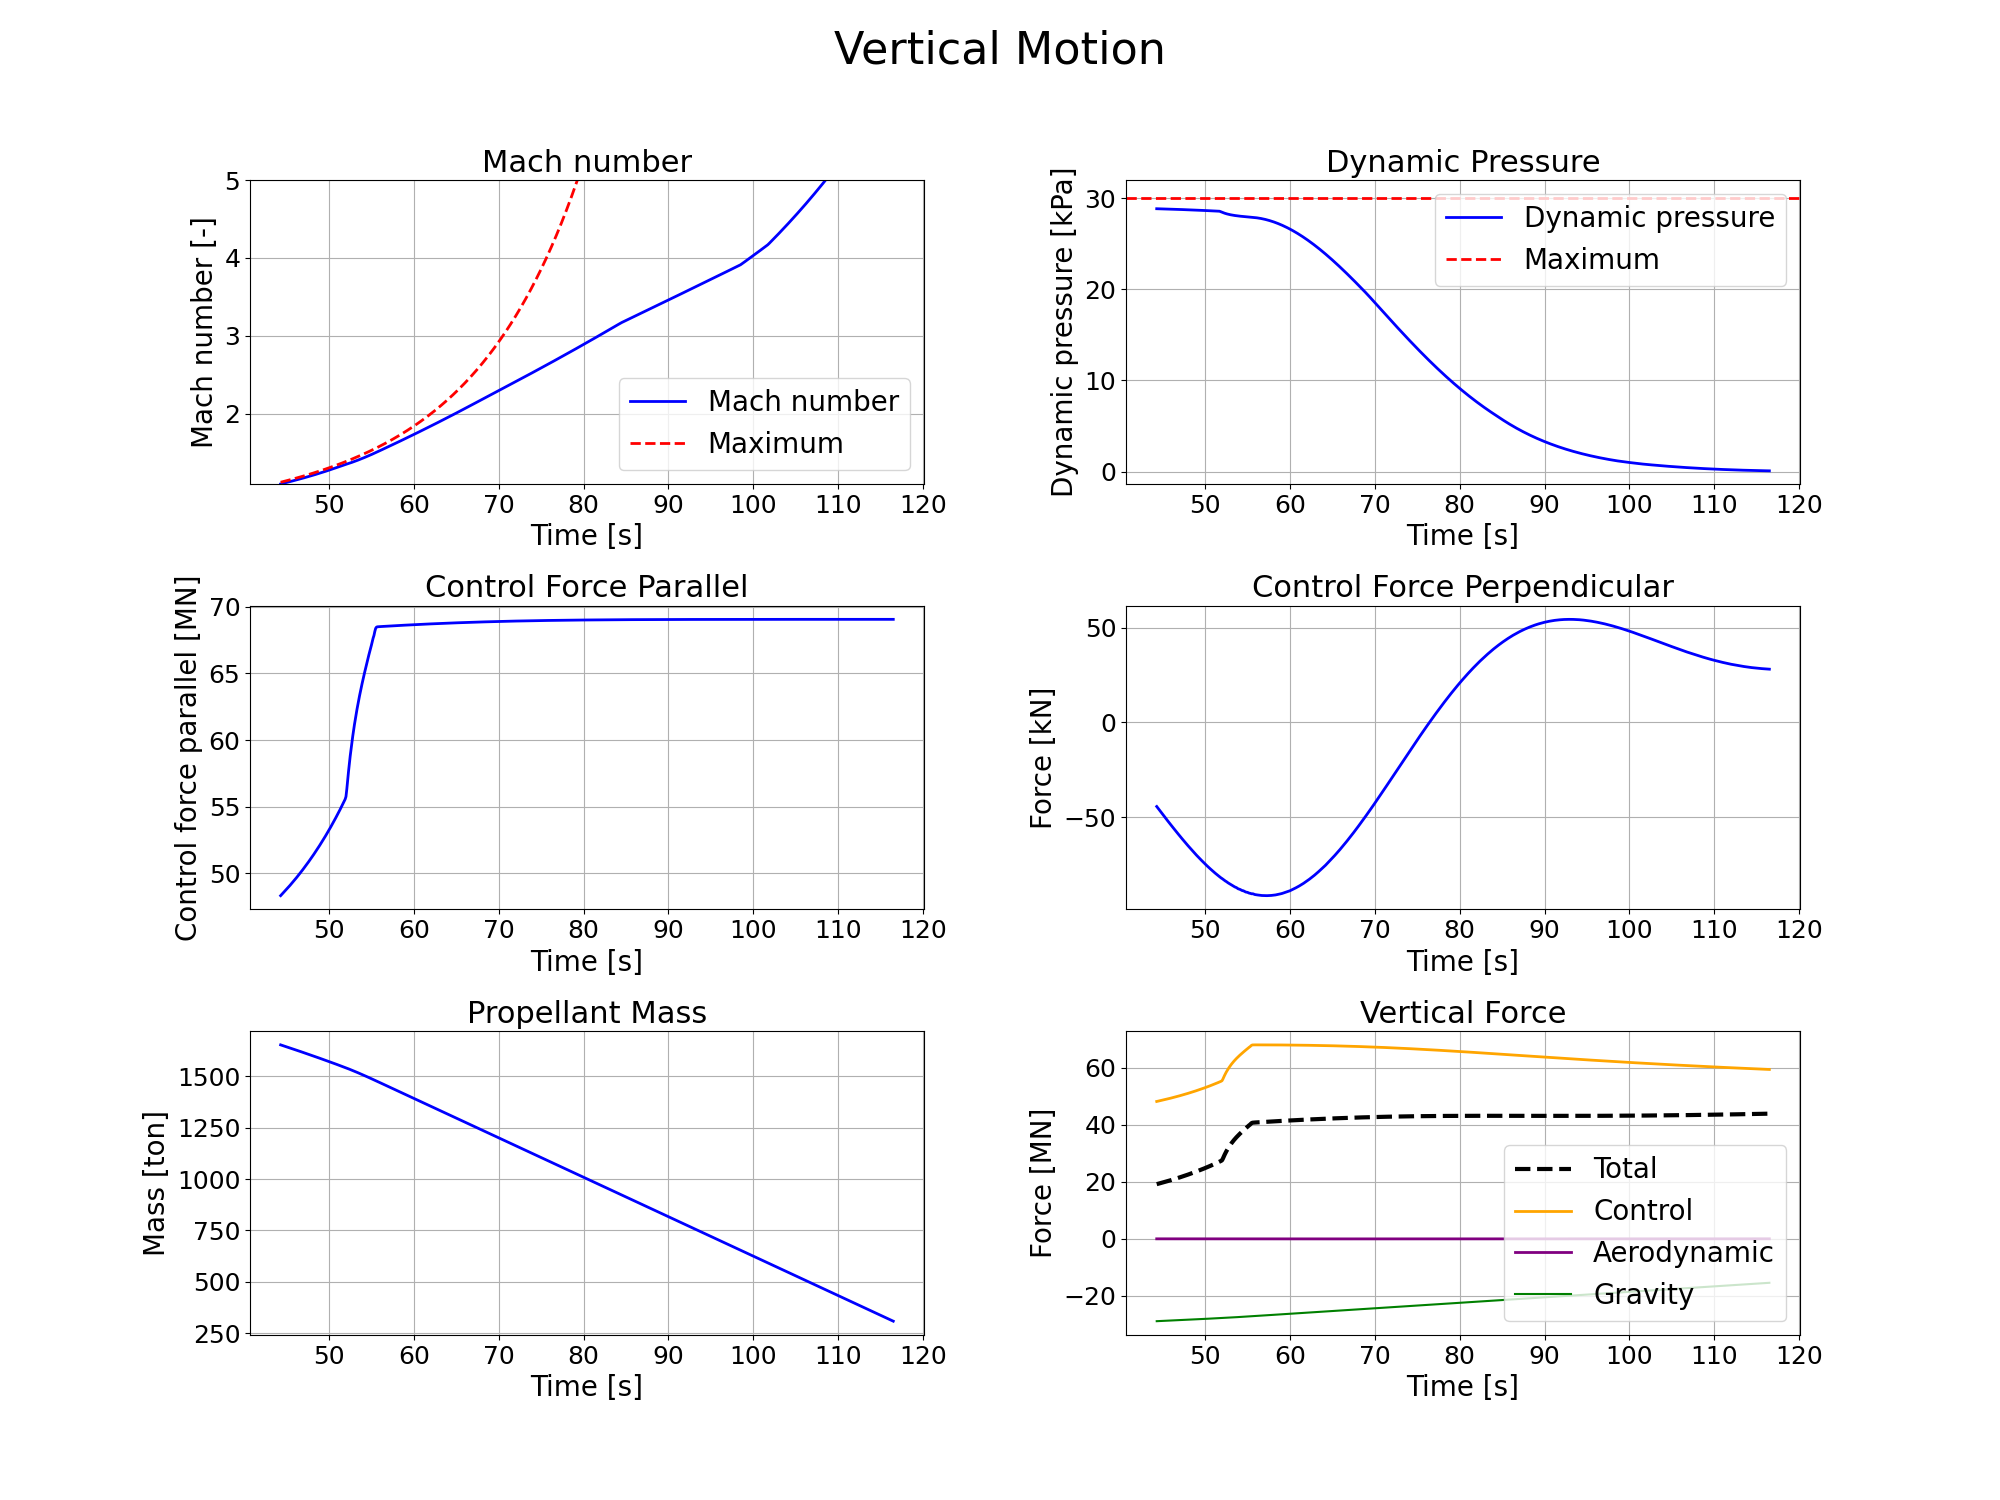 Vertical Motion
Mach number
Mach number [-]
5
4
3
2
Mach number
Maximum
50 60 70 80 90 100 110 120
Time [s]
Dynamic Pressure
Dynamic pressure [kPa]
30
20
10
0
Dynamic pressure
Maximum
50 60 70 80 90 100 110 120
Time [s]
Control Force Parallel
Control force parallel [MN]
70
65
60
55
50
50 60 70 80 90 100 110 120
Time [s]
Control Force Perpendicular
Force [kN]
50
0
−50
50 60 70 80 90 100 110 120
Time [s]
Propellant Mass
Mass [ton]
1500
1250
1000
750
500
250
50 60 70 80 90 100 110 120
Time [s]
Vertical Force
Force [MN]
60
40
20
0
−20
Total
Control
Aerodynamic
Gravity
50 60 70 80 90 100 110 120
Time [s]